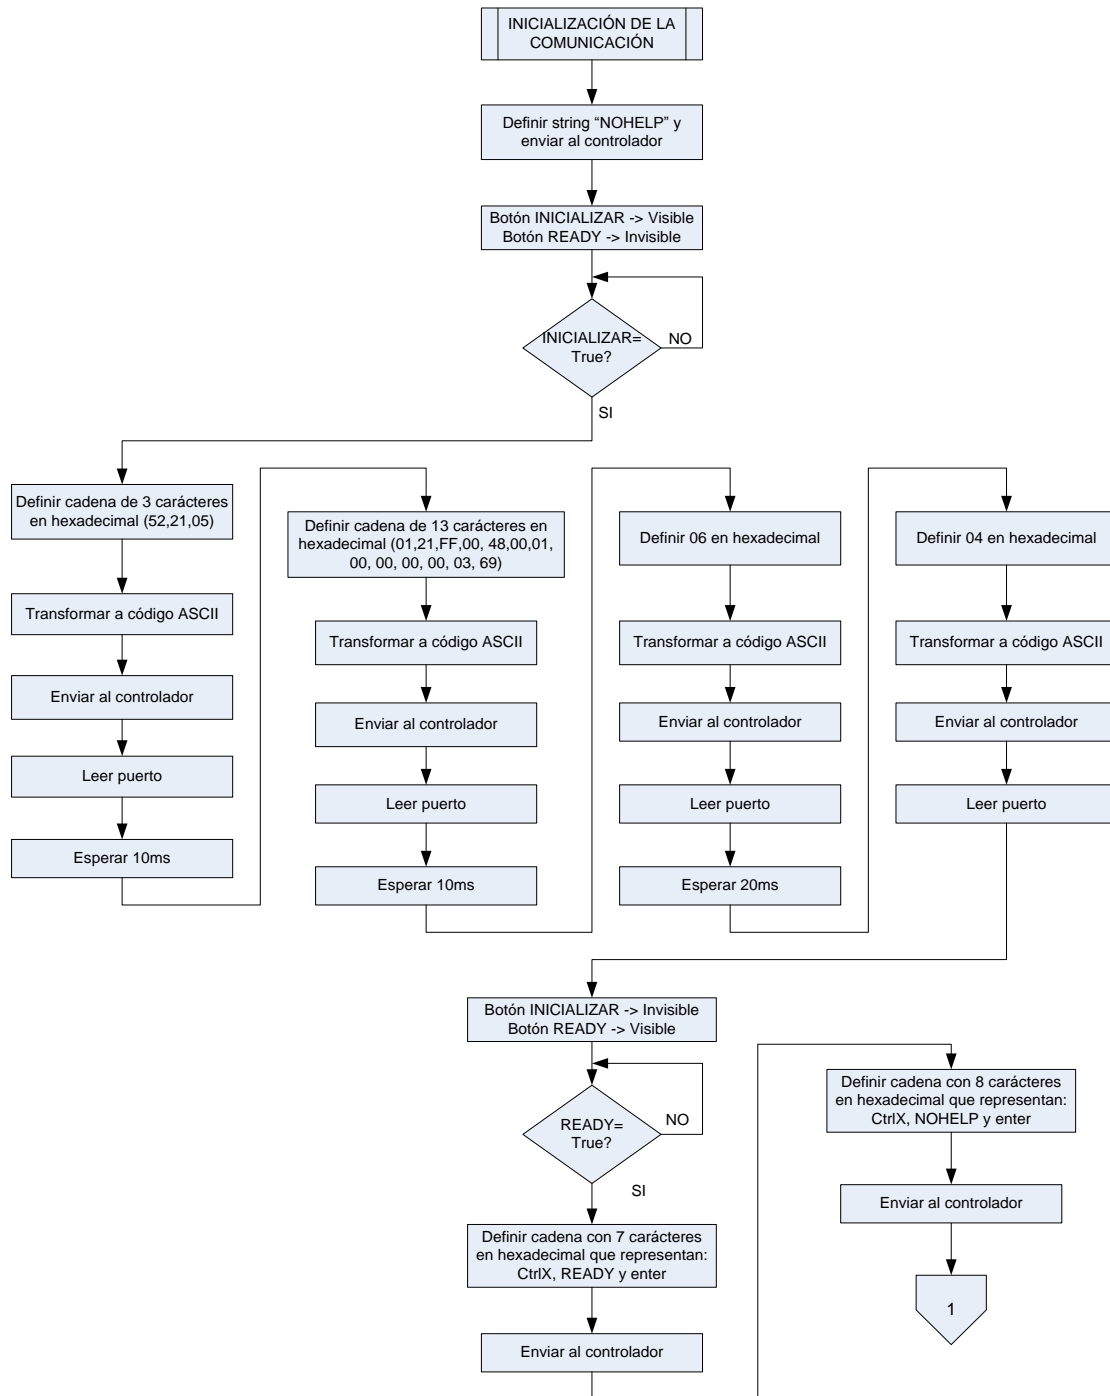 INICIALIZACIÓN DE LA
COMUNICACIÓN
Definir string “NOHELP” y
enviar al controlador
Botón INICIALIZAR -> Visible
Botón READY -> Invisible
INICIALIZAR=
True?
NO
SI
Definir cadena de 3 carácteres
en hexadecimal (52,21,05)
Transformar a código ASCII
Enviar al controlador
Leer puerto
Esperar 10ms
Definir cadena de 13 carácteres en
hexadecimal (01,21,FF,00, 48,00,01,
00, 00, 00, 00, 03, 69)
Transformar a código ASCII
Enviar al controlador
Leer puerto
Esperar 10ms
Definir 06 en hexadecimal
Transformar a código ASCII
Enviar al controlador
Leer puerto
Esperar 20ms
Definir 04 en hexadecimal
Transformar a código ASCII
Enviar al controlador
Leer puerto
Botón INICIALIZAR -> Invisible
Botón READY -> Visible
READY=
True?
NO
SI
Definir cadena con 7 carácteres
en hexadecimal que representan:
CtrlX, READY y enter
Enviar al controlador
Definir cadena con 8 carácteres
en hexadecimal que representan:
CtrlX, NOHELP y enter
Enviar al controlador
1